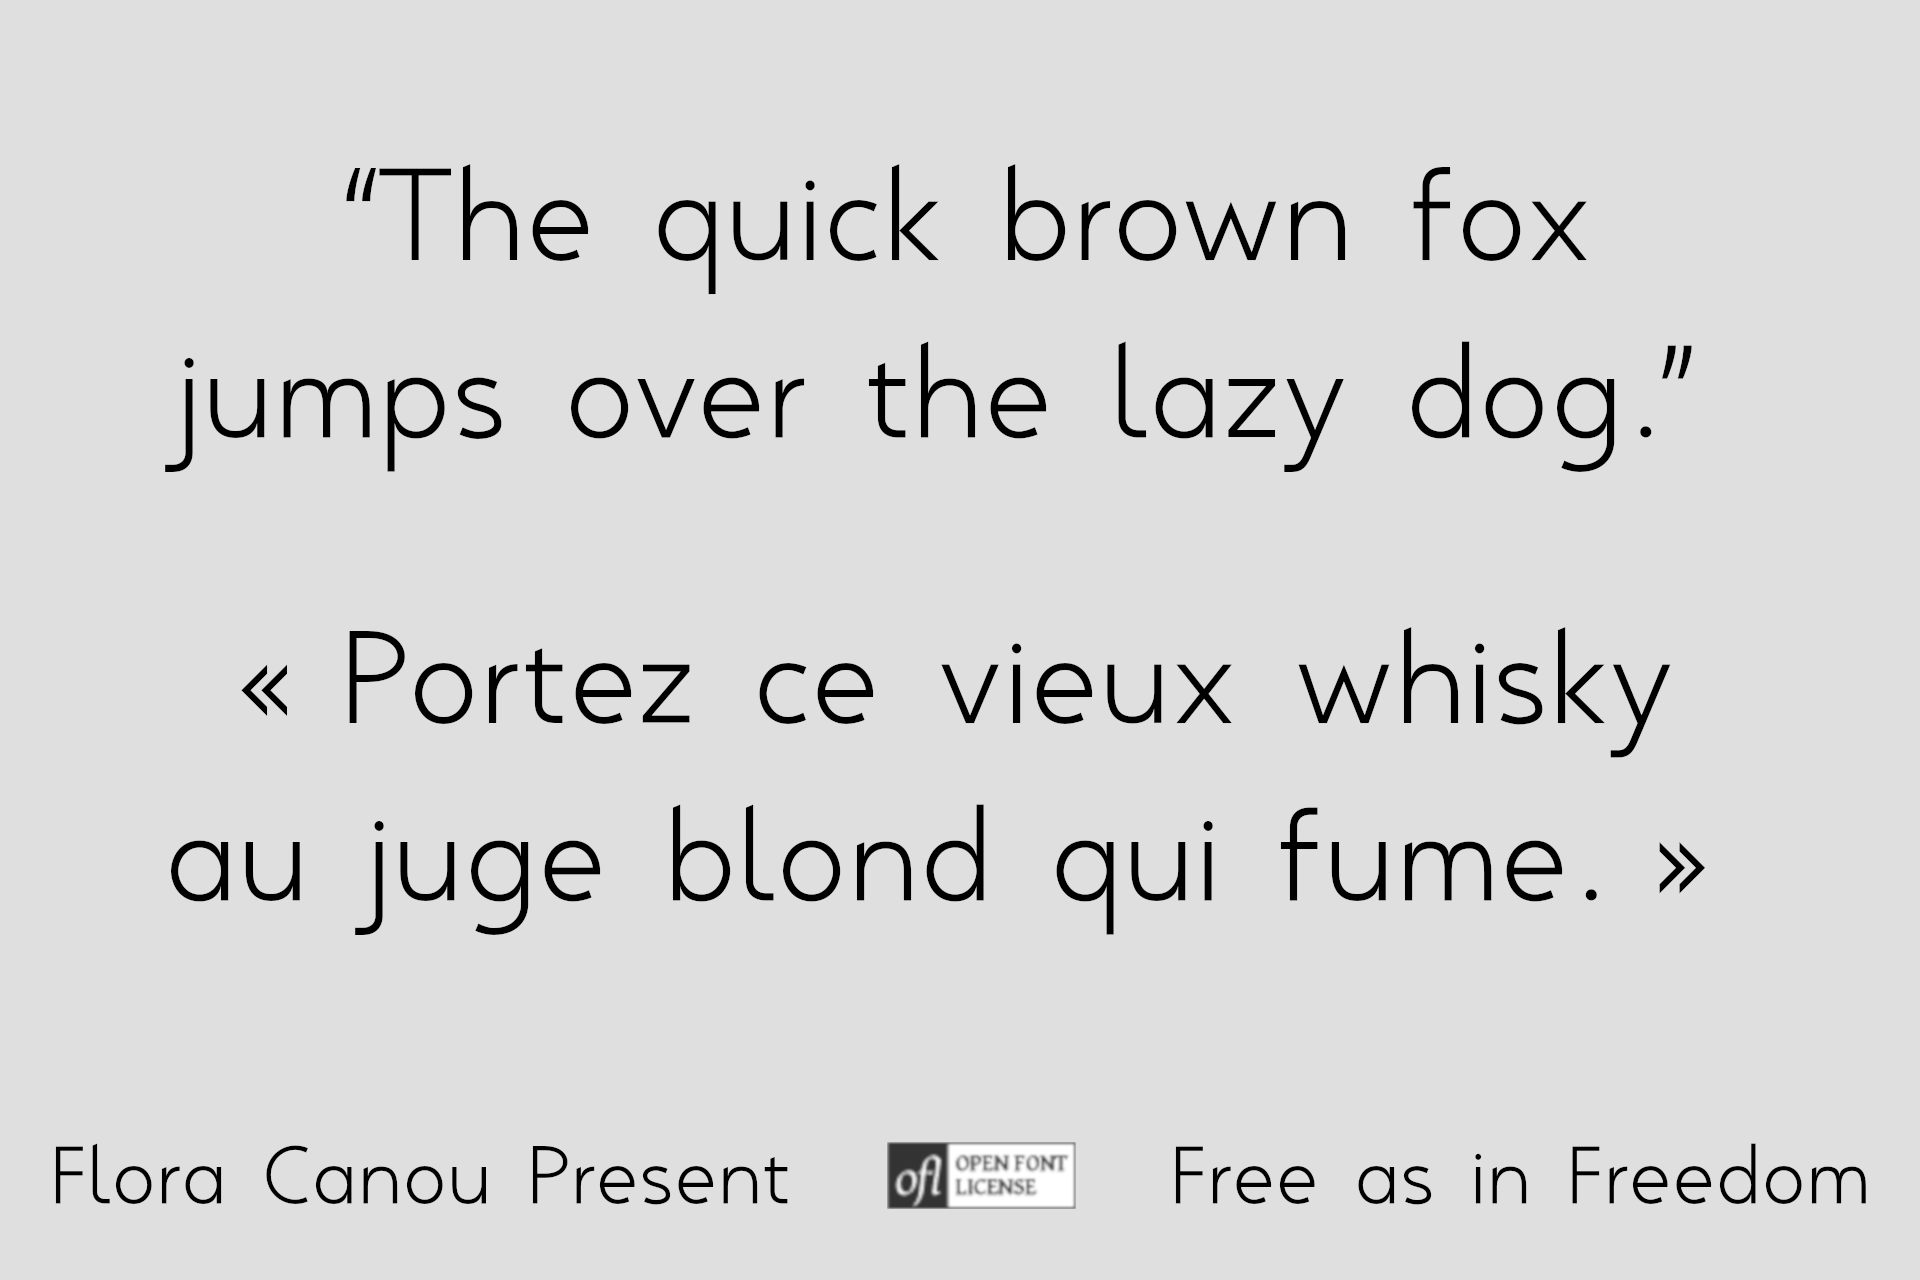 “The quick brown fox
jumps over the lazy dog.”
« Portez ce vieux whisky
au juge blond qui fume. »
Flora Canou Present
ofl
OPEN FONT
LICENSE
Free as in Freedom